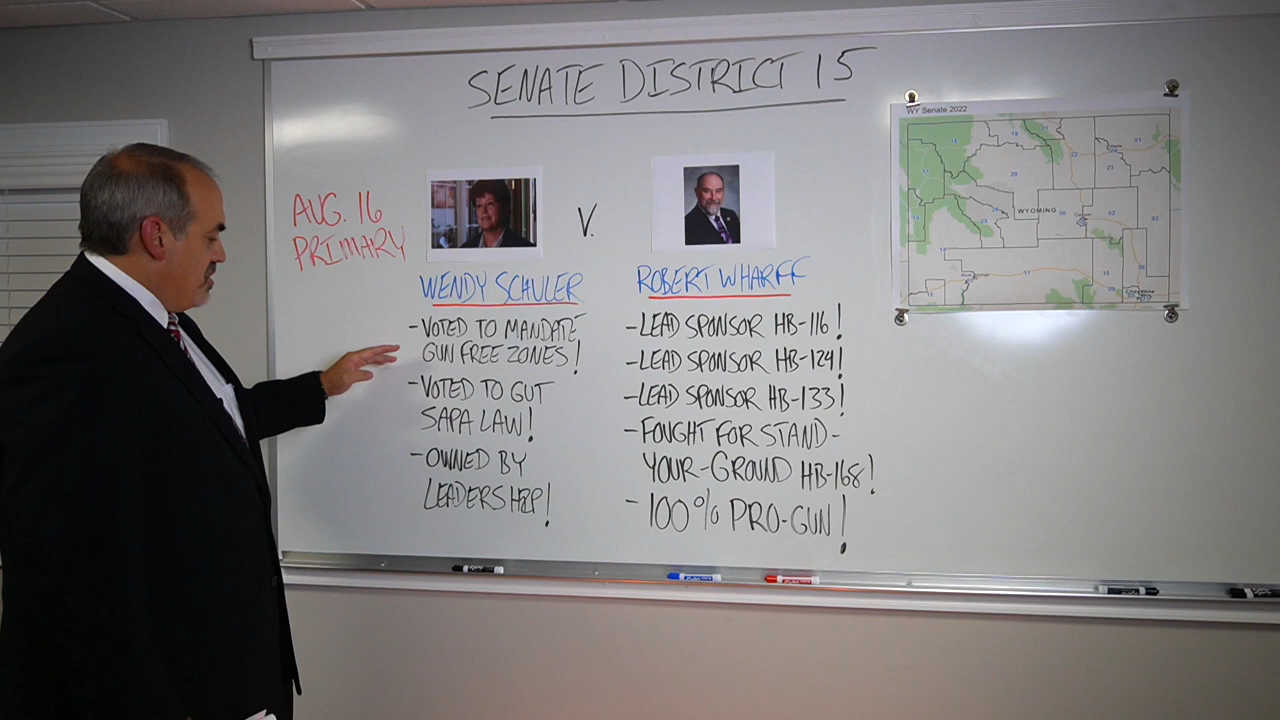 SENATE DISTRICT 15
AUG. 16
PRIMARY
V.
WENDY SCHULER
-VOTED TO MANDATE
GUN FREE ZONES!
-VOTED TO GUT
SAPA LAW!
-OWNED BY
LEADERSHIP!
ROBERT WHARFF
-LEAD SPONSOR HB-116!
-LEAD SPONSOR HB-124!
-LEAD SPONSOR HB-133!
-FOUGHT FOR STAND-
YOUR-GROUND HB-168!
-100% PRO-GUN!
WY Senate 2022
WYOMING